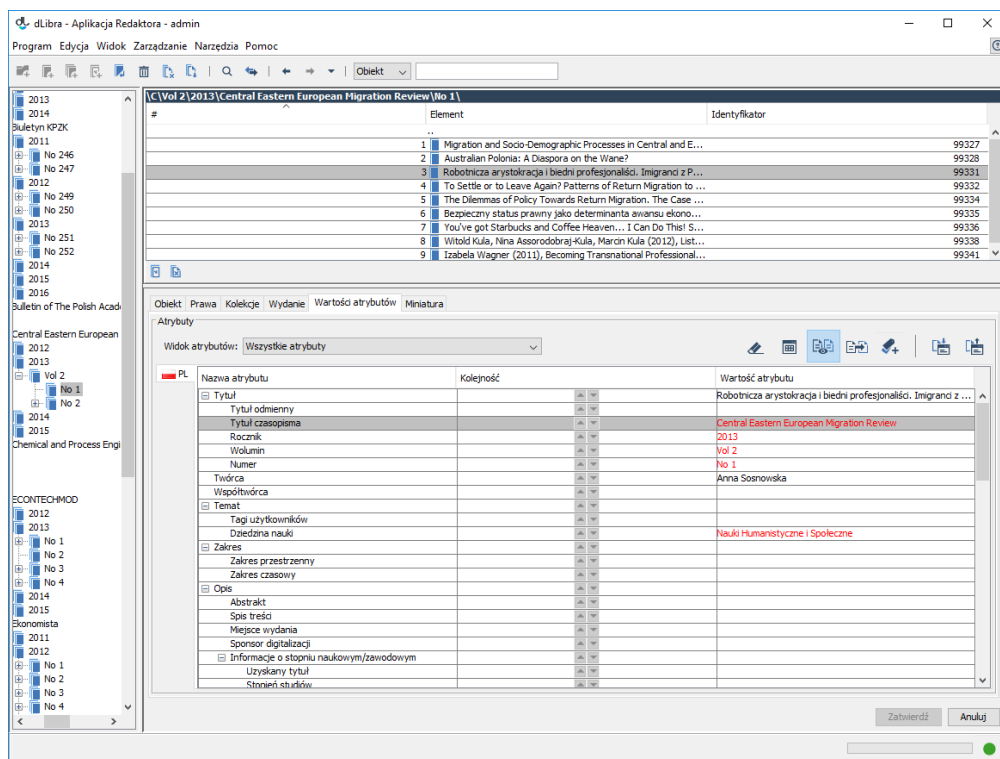 dLibra - Aplikacja Redaktora - admin
Program Edycja Widok Zarządzanie Narzędzia Pomoc
Obiekt
2013
2014
Biuletyn KPZK
2011
No 246
No 247
2012
No 249
No 250
2013
No 251
No 252
2014
2015
2016
Bulletin of The Polish Acade
Central Eastern European
2012
2013
Vol 2
No 1
No 2
2014
2015
Chemical and Process Engi
ECONTECHMOD
2012
2013
No 1
No 2
No 3
No 4
2014
2015
Ekonomista
2011
2012
No 1
No 2
No 3
No 4
\C\Vol 2\2013\Central Eastern European Migration Review\No 1\
# Element Identyfikator
..
1 Migration and Socio-Demographic Processes in Central and E... 99327
2 Australian Polonia: A Diaspora on the Wane? 99328
3 Robotnicza arystokracja i biedni profesjonaliści. Imigranci z P... 99331
4 To Settle or to Leave Again? Patterns of Return Migration to ... 99332
5 The Dilemmas of Policy Towards Return Migration. The Case ... 99334
6 Bezpieczny status prawny jako determinanta awansu ekono... 99335
7 You've got Starbucks and Coffee Heaven... I Can Do This! S... 99336
8 Witold Kula, Nina Assorodobraj-Kula, Marcin Kula (2012), List... 99338
9 Izabela Wagner (2011), Becoming Transnational Professional... 99341
Obiekt Prawa Kolekcje Wydanie Wartości atrybutów Miniatura
Atrybuty
Widok atrybutów: Wszystkie atrybuty
PL
Nazwa atrybutu Kolejność Wartość atrybutu
Tytuł Robotnicza arystokracja i biedni profesjonaliści. Imigranci z ...
Tytuł odmienny
Tytuł czasopisma Central Eastern European Migration Review
Rocznik 2013
Wolumin Vol 2
Numer No 1
Twórca Anna Sosnowska
Współtwórca
Temat
Tagi użytkowników
Dziedzina nauki Nauki Humanistyczne i Społeczne
Zakres
Zakres przestrzenny
Zakres czasowy
Opis
Abstrakt
Spis treści
Miejsce wydania
Sponsor digitalizacji
Informacje o stopniu naukowym/zawodowym
Uzyskany tytuł
Stopień studiów
Zatwierdź Anuluj